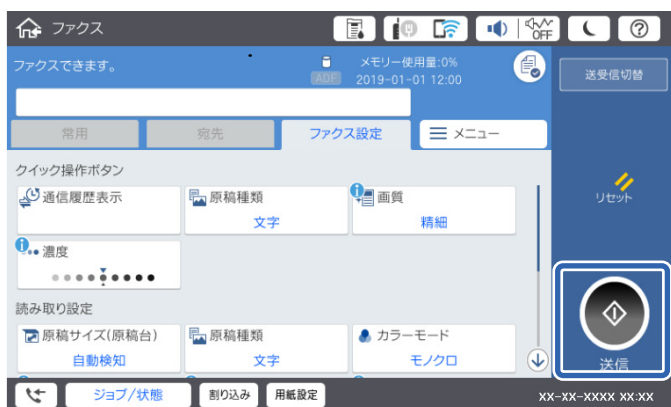 ファクス
OFF
ファクスできます。
ADF
メモリー使用量:0%
2019-01-01 12:00
送受信切替
常用
宛先
ファクス設定
メニュー
クイック操作ボタン
通信履歴表示
原稿種類
文字
画質
精細
リセット
濃度
読み取り設定
原稿サイズ(原稿台)
自動検知
原稿種類
文字
カラーモード
モノクロ
送信
ジョブ/状態
割り込み
用紙設定
XX-XX-XXXX XX:XX